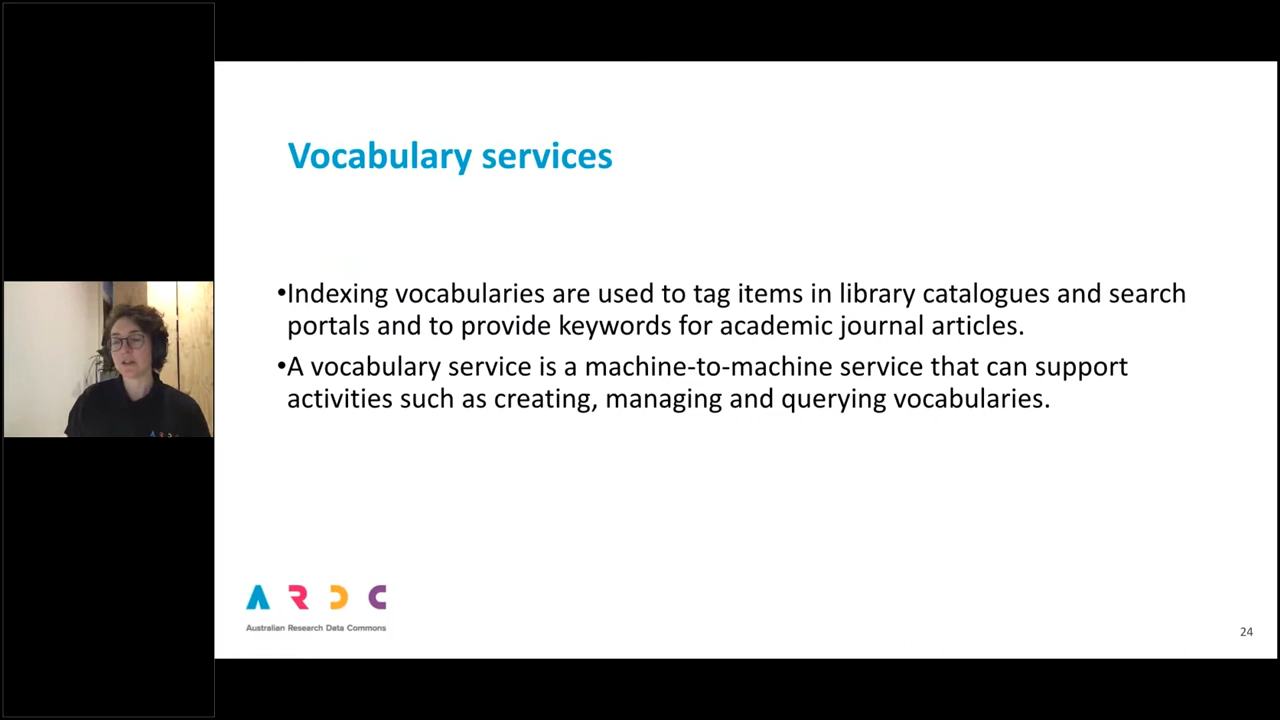 Vocabulary services
•Indexing vocabularies are used to tag items in library catalogues and search
portals and to provide keywords for academic journal articles.
•A vocabulary service is a machine-to-machine service that can support
activities such as creating, managing and querying vocabularies.
A R D C
A R D C
Australian Research Data Commons
24